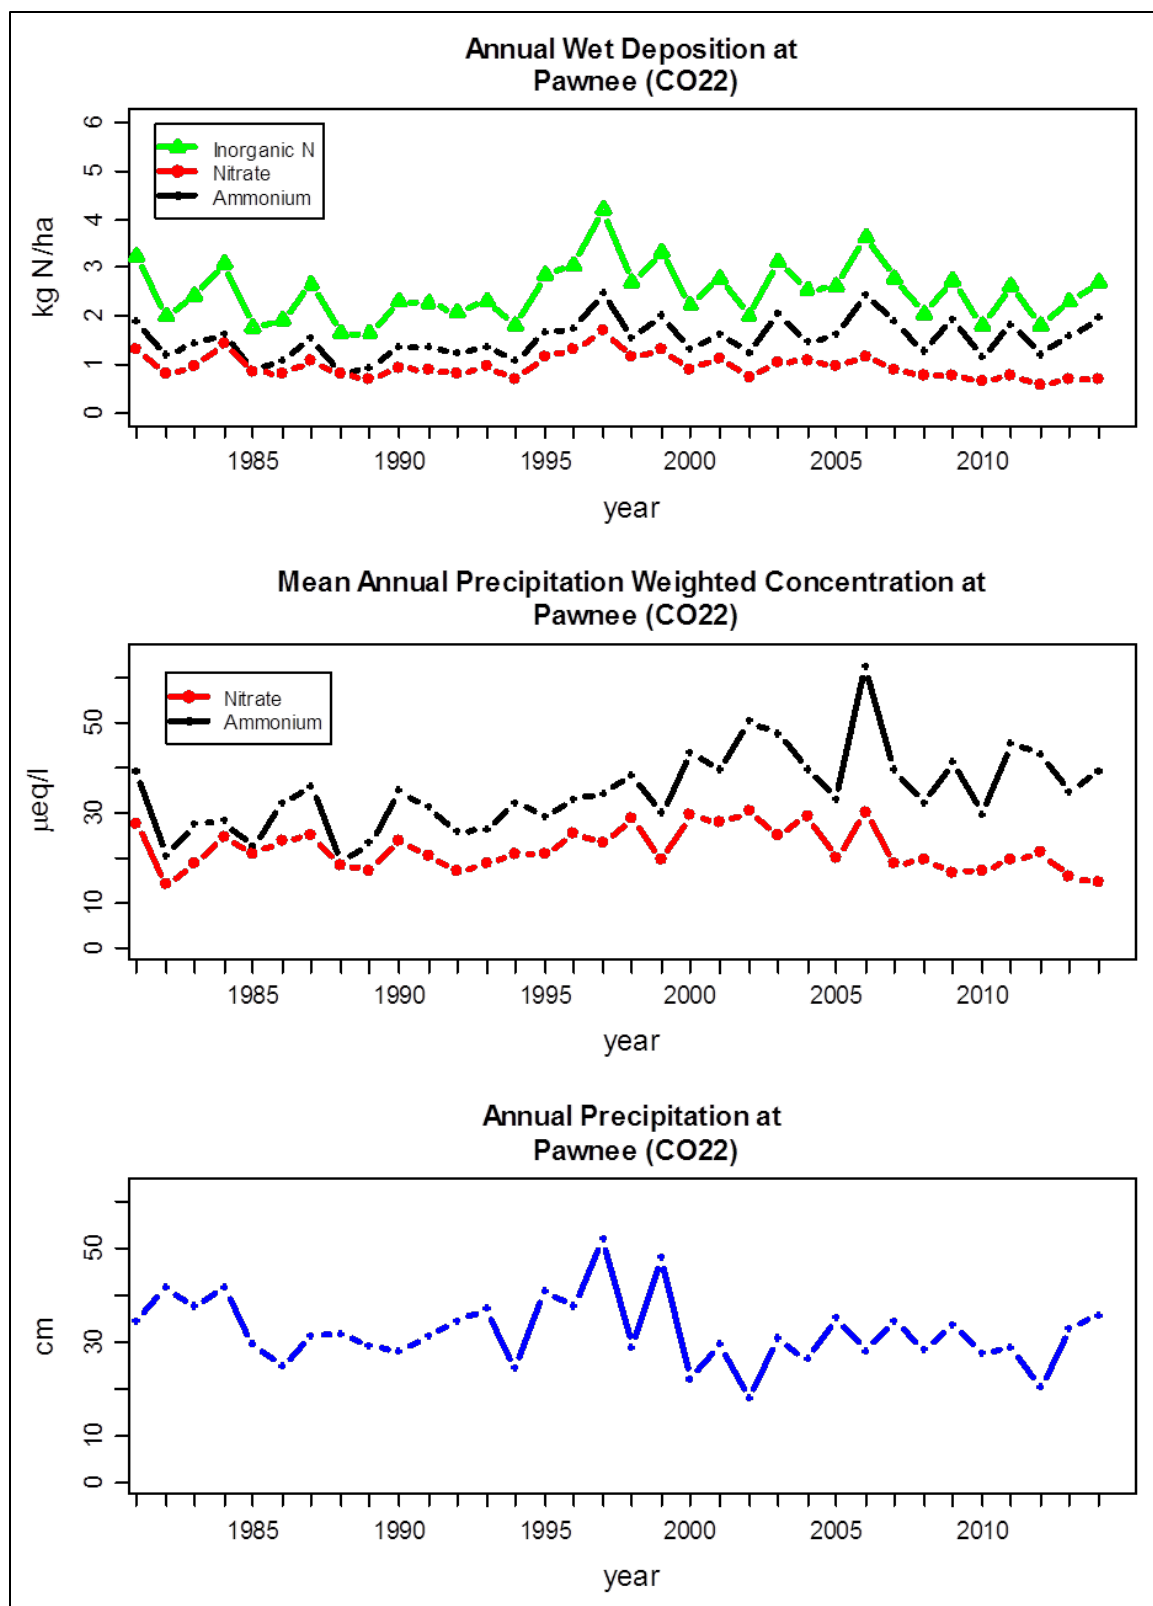 Annual Wet Deposition at
Pawnee (CO22)
Inorganic N
Nitrate
Ammonium
kg N/ha
6
5
4
3
2
1
0
1985 1990 1995 2000 2005 2010
year
Mean Annual Precipitation Weighted Concentration at
Pawnee (CO22)
Nitrate
Ammonium
µeq/l
50
30
10
0
1985 1990 1995 2000 2005 2010
year
Annual Precipitation at
Pawnee (CO22)
cm
50
30
10
0
1985 1990 1995 2000 2005 2010
year